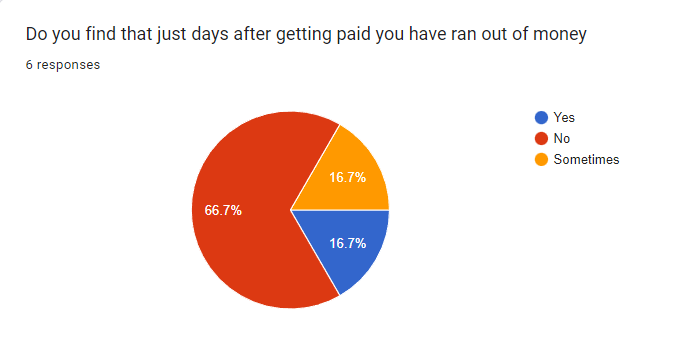 Do you find that just days after getting paid you have ran out of money
6 responses
Yes
No
Sometimes
16.7%
66.7%
16.7%